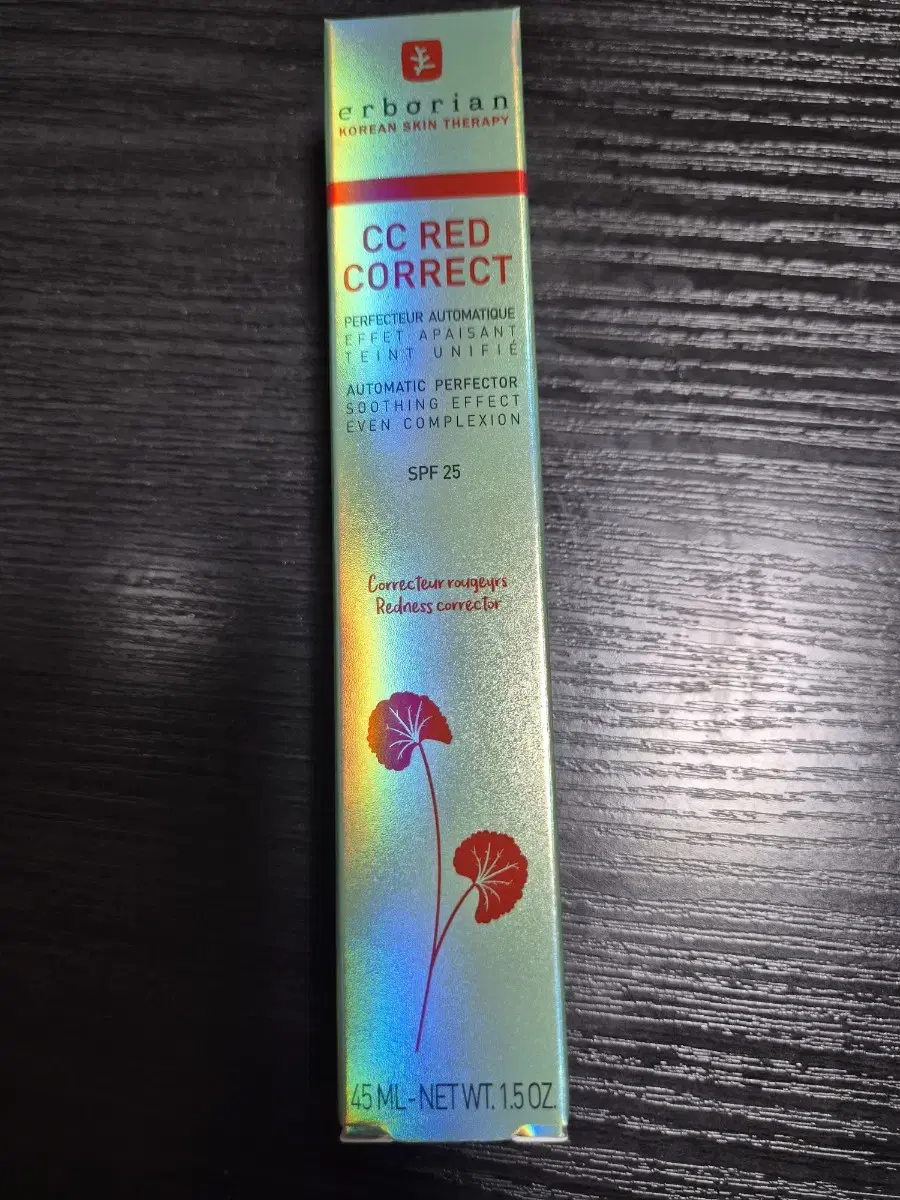 erborian
KOREAN SKIN THERAPY
CC RED
CORRECT
PERFECTEUR AUTOMATIQUE
EFFET APAISANT
TEINT UNIFIÉ
AUTOMATIC PERFECTOR
SOOTHING EFFECT
EVEN COMPLEXION
SPF 25
Correcteur rougeurs
Redness corrector
45 ML - NET WT. 1.5 OZ.